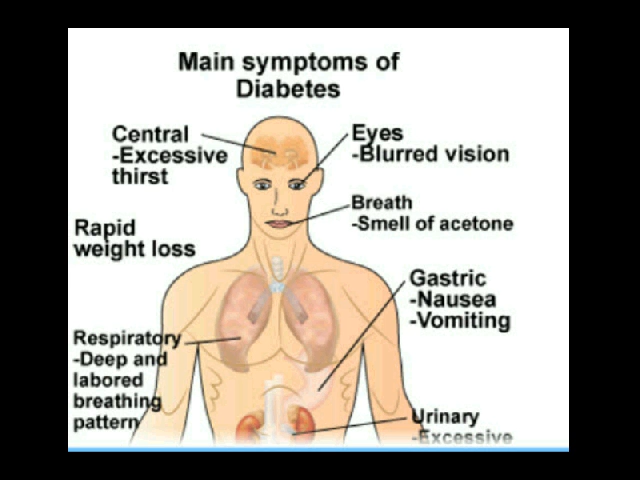 Main symptoms of
Diabetes
Central
-Excessive
thirst
Eyes
-Blurred vision
Breath
-Smell of acetone
Rapid
weight loss
Gastric
-Nausea
-Vomiting
Respiratory
-Deep and
labored
breathing
pattern
Urinary
-Excessive